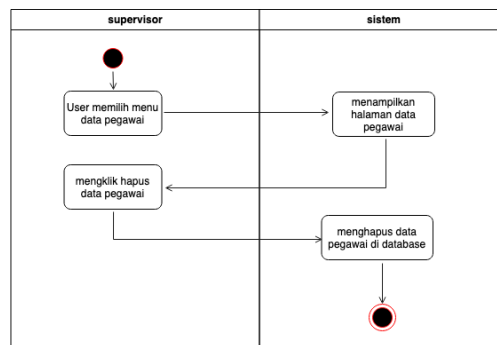 supervisor
sistem
User memilih menu
data pegawai
menampilkan
halaman data
pegawai
mengklik hapus
data pegawai
menghapus data
pegawai di database